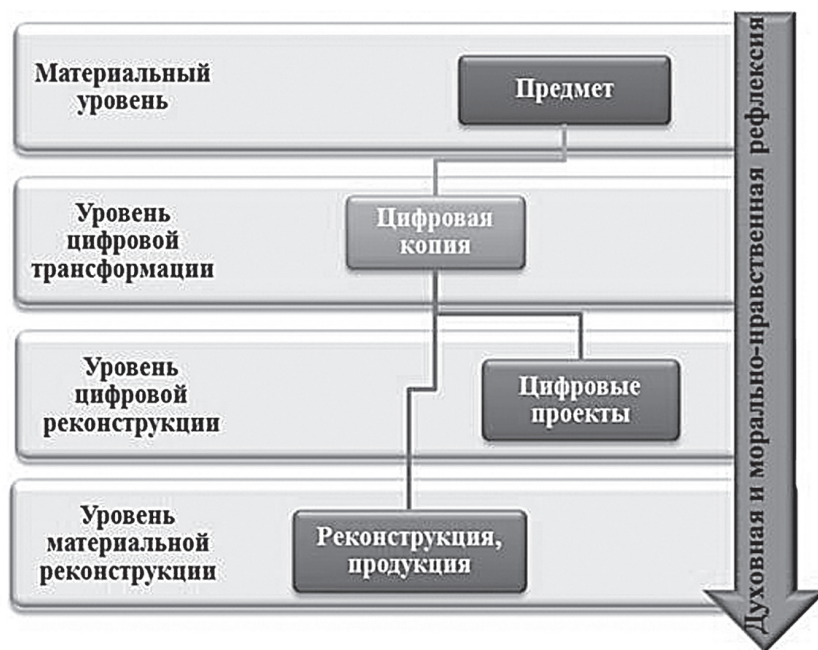 Материальный
уровень
Предмет
Уровень
цифровой
трансформации
Цифровая
копия
Уровень
цифровой
реконструкции
Цифровые
проекты
Уровень
материальной
реконструкции
Реконструкция,
продукция
Духовная и морально-нравственная рефлексия